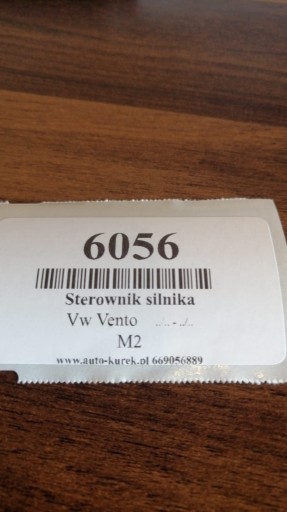 6056
Sterownik silnika
Vw Vento .. .. - ../..
M2
www.auto-kurek.pl 669056889